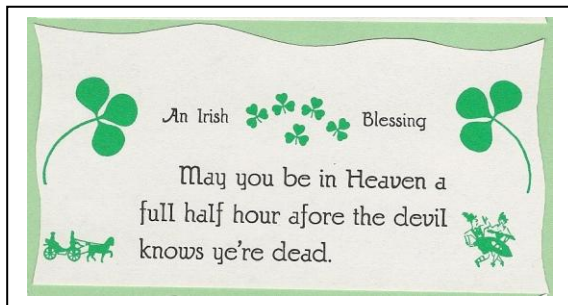 An Irish Blessing
May you be in Heaven a
full half hour afore the devil
knows ye're dead.